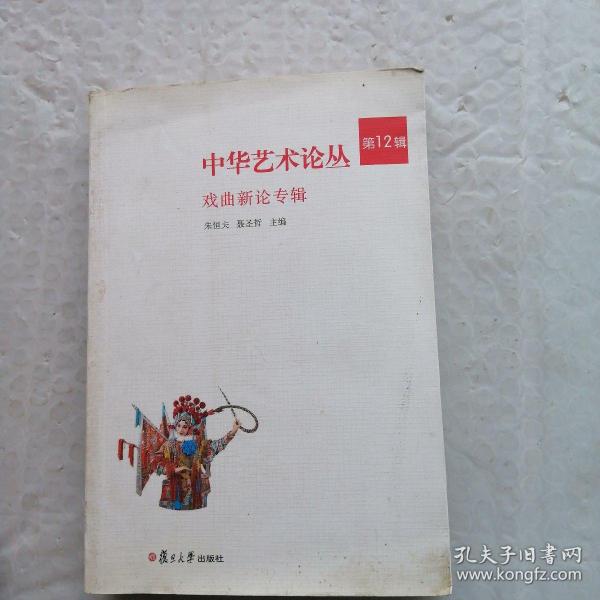 中华艺术论丛 第12辑
戏曲新论专辑
朱恒夫 聂圣哲 主编
复旦大学出版社
孔夫子旧书网
www.kongfz.com